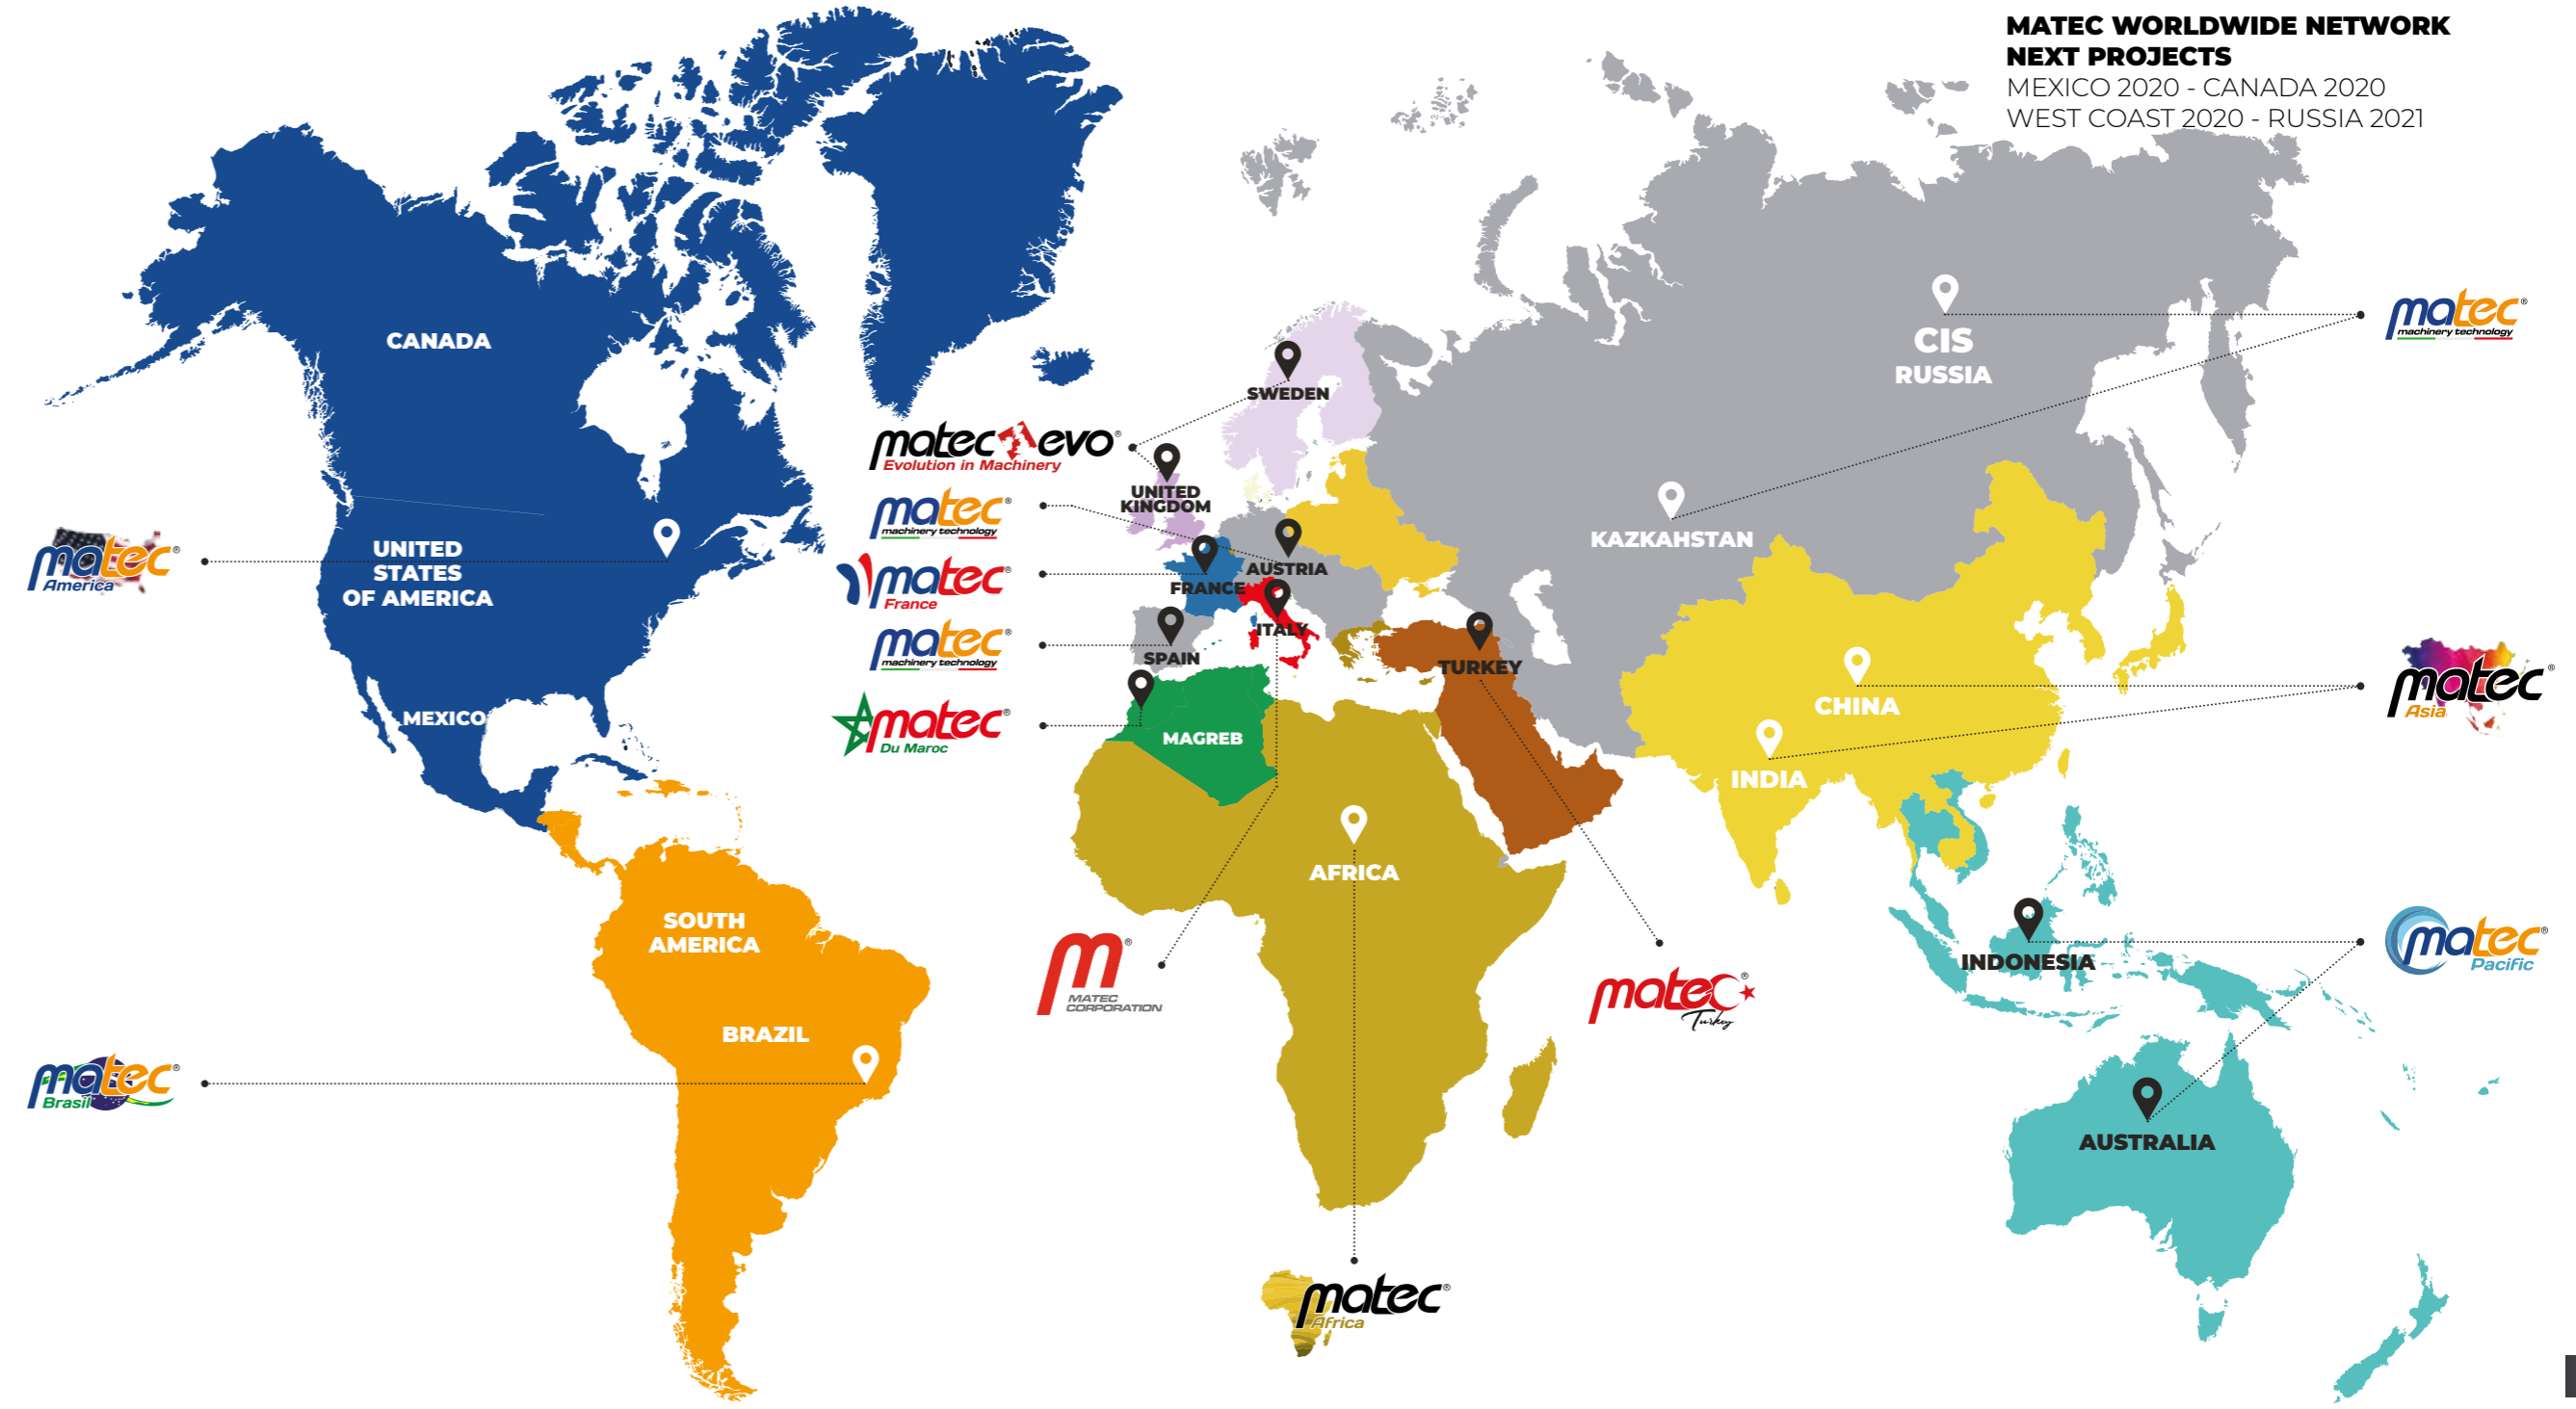 MATEC WORLDWIDE NETWORK
NEXT PROJECTS
MEXICO 2020 - CANADA 2020
WEST COAST 2020 - RUSSIA 2021
CANADA
UNITED
STATES
OF AMERICA
MEXICO
matec®
America
SOUTH
AMERICA
BRAZIL
matec®
Brasil
SWEDEN
matec evo®
Evolution in Machinery
UNITED
KINGDOM
matec®
machinery technology
AUSTRIA
matec®
France
FRANCE
ITALY
matec®
machinery technology
SPAIN
matec®
Du Maroc
MAGREB
TURKEY
AFRICA
m®
MATEC
CORPORATION
matec®
Turkey
matec®
Africa
CIS
RUSSIA
matec®
machinery technology
KAZKAHSTAN
CHINA
INDIA
matec®
Asia
INDONESIA
matec®
Pacific
AUSTRALIA